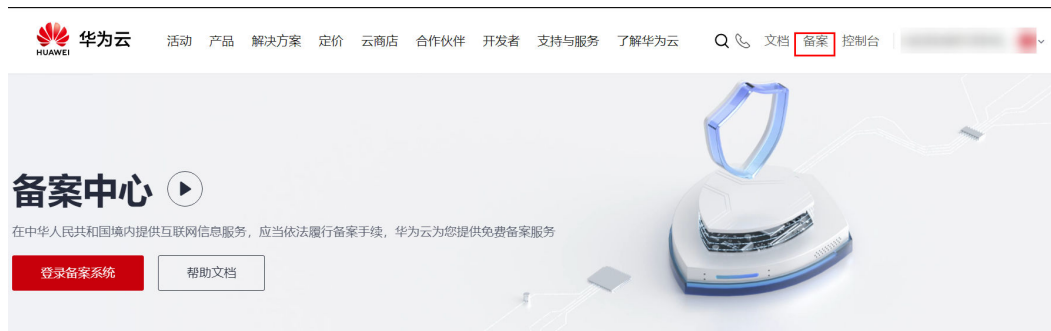 HUAWEI 华为云 活动 产品 解决方案 定价 云商店 合作伙伴 开发者 支持与服务 了解华为云 文档 备案 控制台
备案中心
在中华人民共和国境内提供互联网信息服务，应当依法履行备案手续，华为云为您提供免费备案服务
登录备案系统 帮助文档